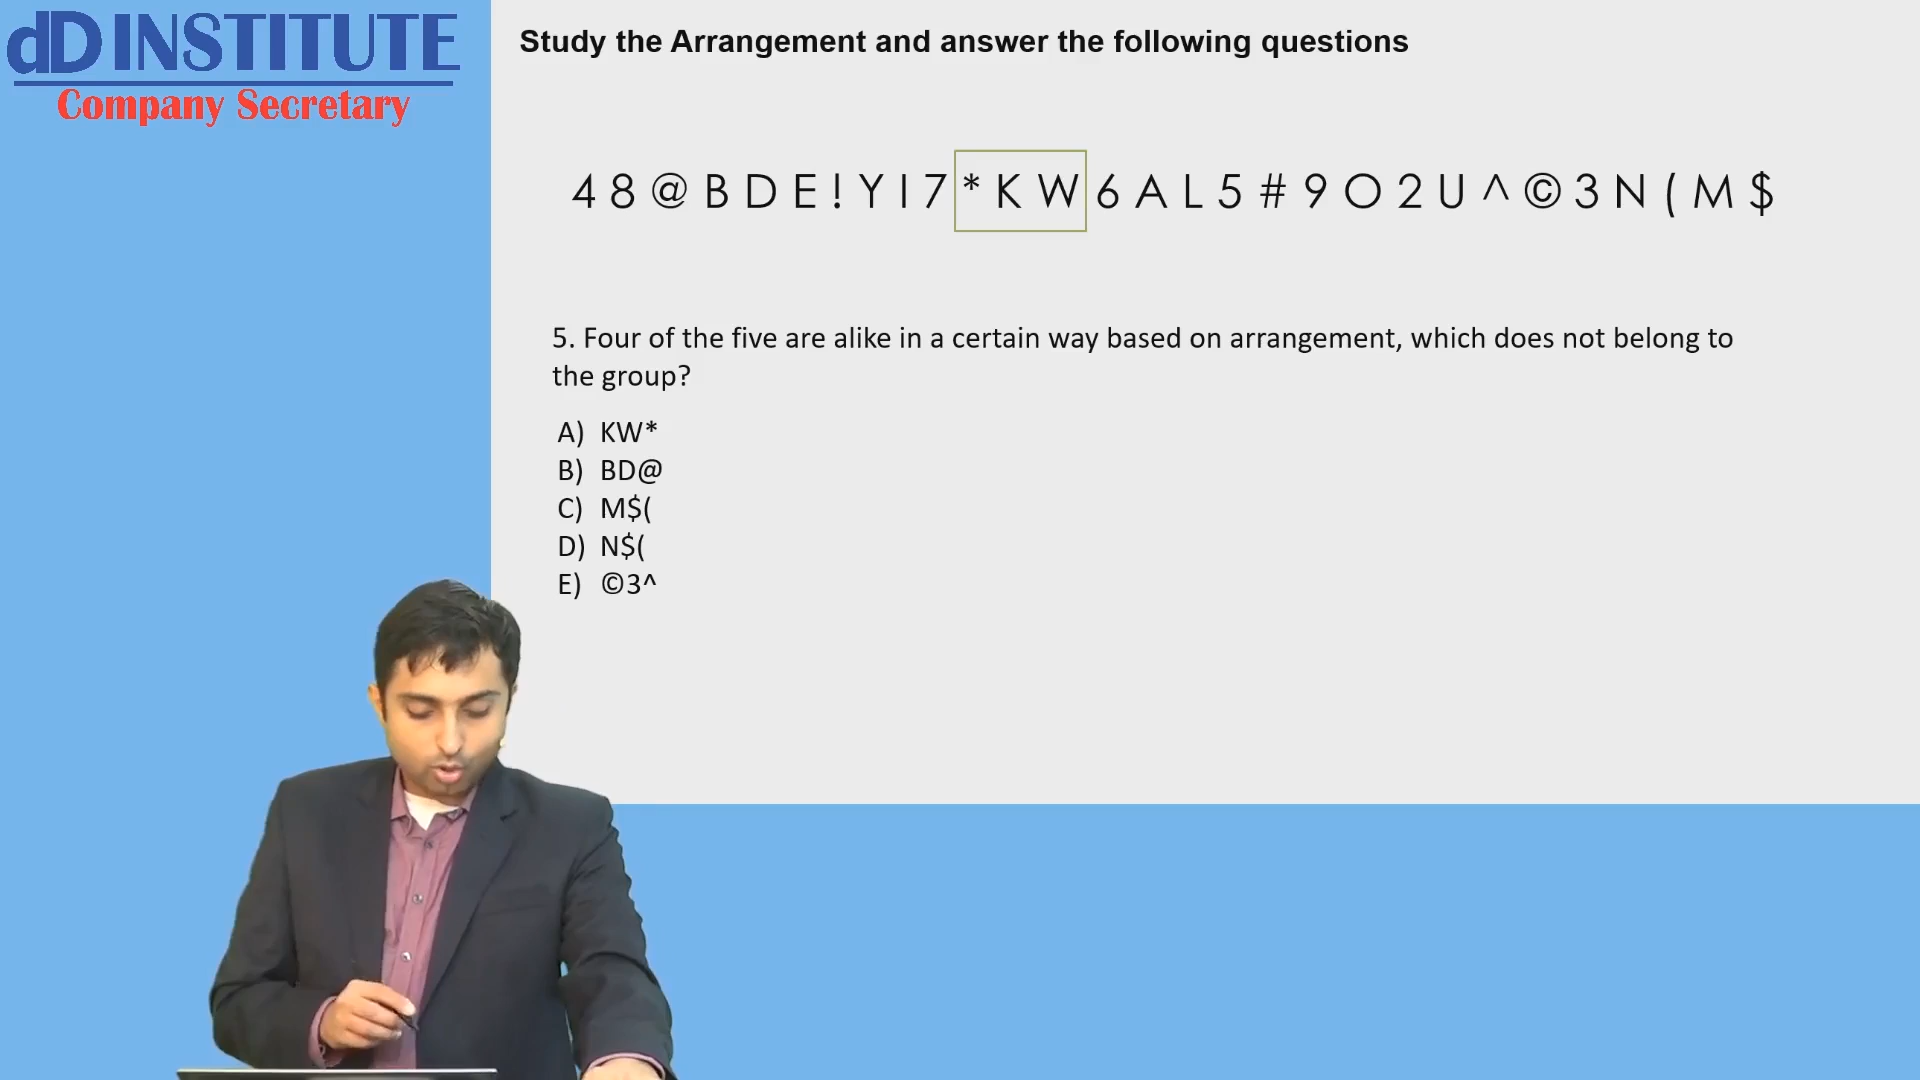 dDINSTITUTE
Company Secretary
Study the Arrangement and answer the following questions
4 8 @ B D E ! Y I 7 * K W 6 A L 5 # 9 O 2 U ^ © 3 N ( M $
5. Four of the five are alike in a certain way based on arrangement, which does not belong to
the group?
A) KW*
B) BD@
C) M$(
D) N$(
E) ©3^